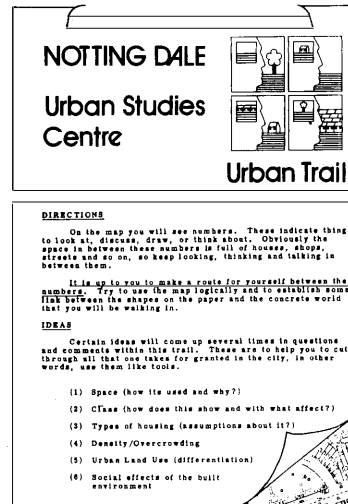 NOTTING DALE
Urban Studies
Centre
Urban Trail
DIRECTIONS
On the map you will see numbers. These indicate thing
to look at, discuss, draw, or think about. Obviously the
space in between these numbers is full of houses, shops,
streets and so on, so keep looking, thinking and talking in
between them.
It is up to you to make a route for yourself between the
numbers. Try to use the map logically and to establish some
link between the shapes on the paper and the concrete world
that you will be walking in.
IDEAS
Certain ideas will come up several times in questions
and comments within this trail. These are to help you to cut
through all that one takes for granted in the city, in other
words, use them like tools.
(1) Space (how its used and why?)
(2) Class (how does this show and with what affect?)
(3) Types of housing (assumptions about it?)
(4) Density/Overcrowding
(5) Urban Land Use (differentiation)
(6) Social effects of the built
environment